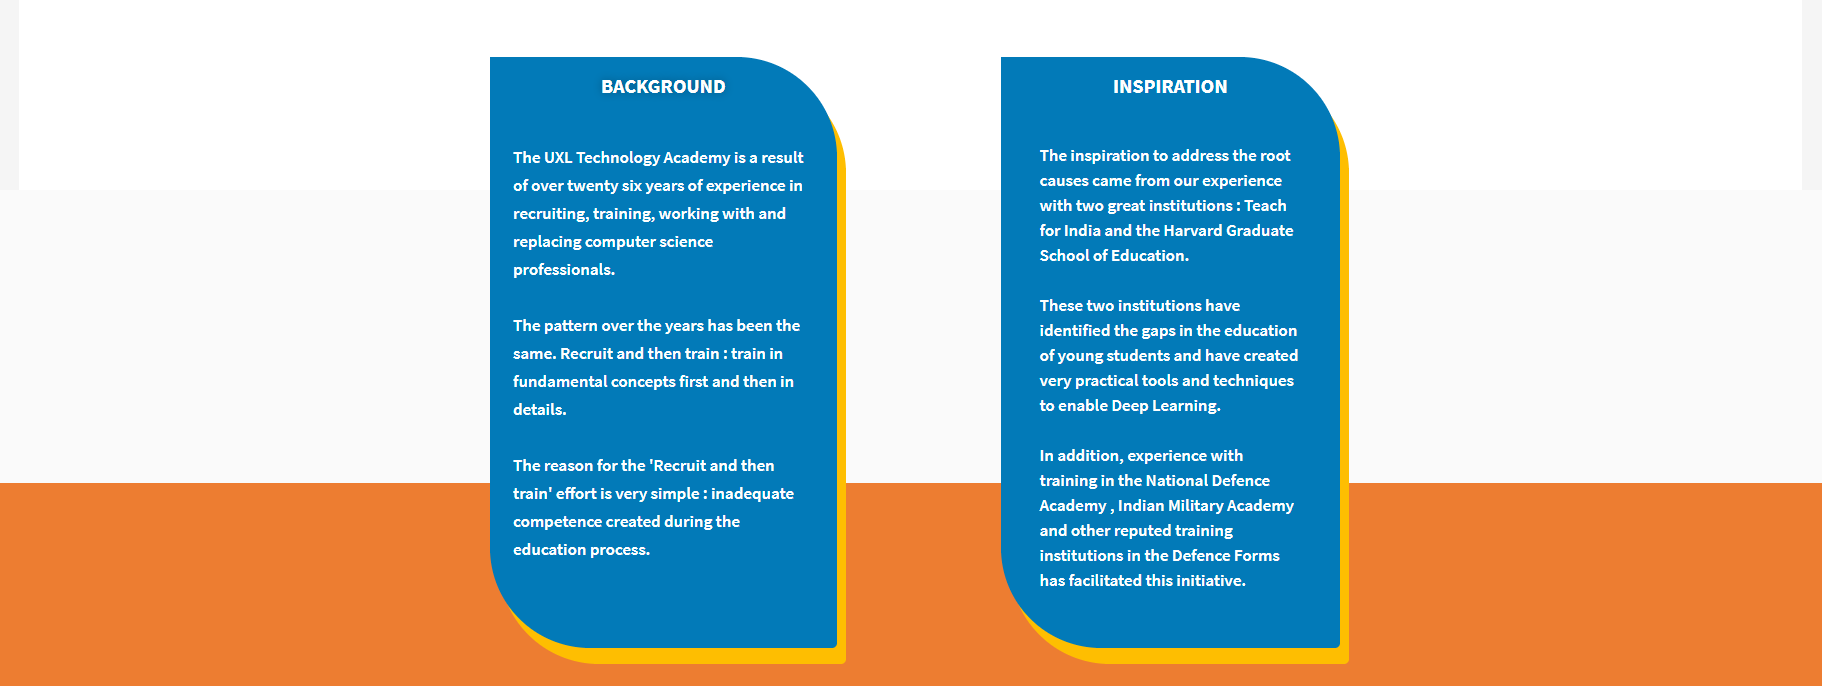 BACKGROUND
The UXL Technology Academy is a result
of over twenty six years of experience in
recruiting, training, working with and
replacing computer science
professionals.
The pattern over the years has been the
same. Recruit and then train : train in
fundamental concepts first and then in
details.
The reason for the 'Recruit and then
train' effort is very simple : inadequate
competence created during the
education process.
INSPIRATION
The inspiration to address the root
causes came from our experience
with two great institutions : Teach
for India and the Harvard Graduate
School of Education.
These two institutions have
identified the gaps in the education
of young students and have created
very practical tools and techniques
to enable Deep Learning.
In addition, experience with
training in the National Defence
Academy , Indian Military Academy
and other reputed training
institutions in the Defence Forms
has facilitated this initiative.